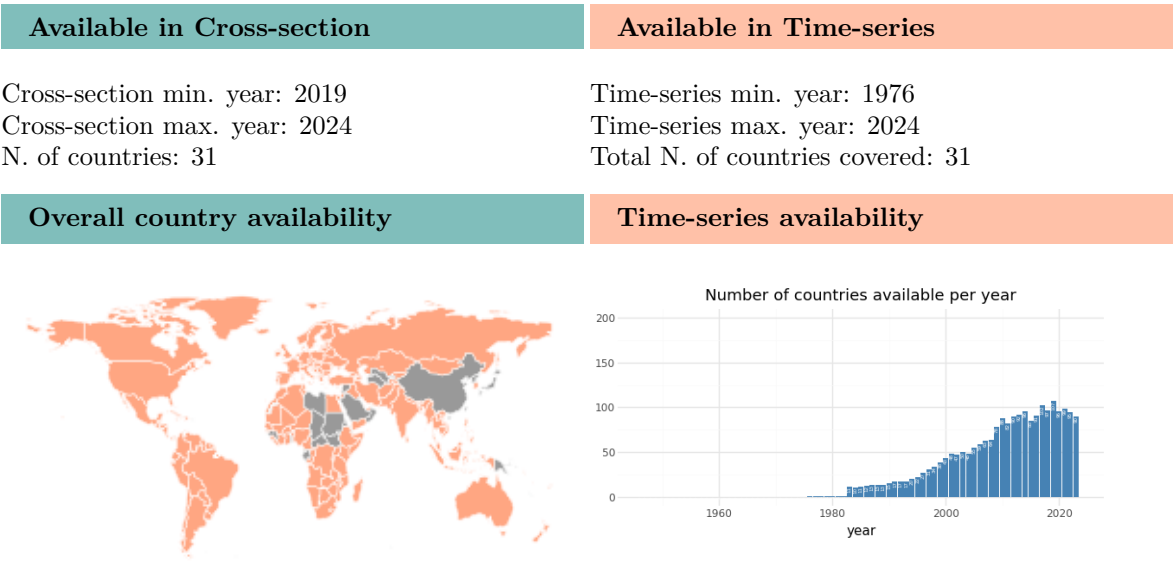 Available in Cross-section
Available in Time-series
Cross-section min. year: 2019
Cross-section max. year: 2024
N. of countries: 31
Time-series min. year: 1976
Time-series max. year: 2024
Total N. of countries covered: 31
Overall country availability
Time-series availability
Number of countries available per year
200
150
100
50
0
1960
1980
2000
2020
year